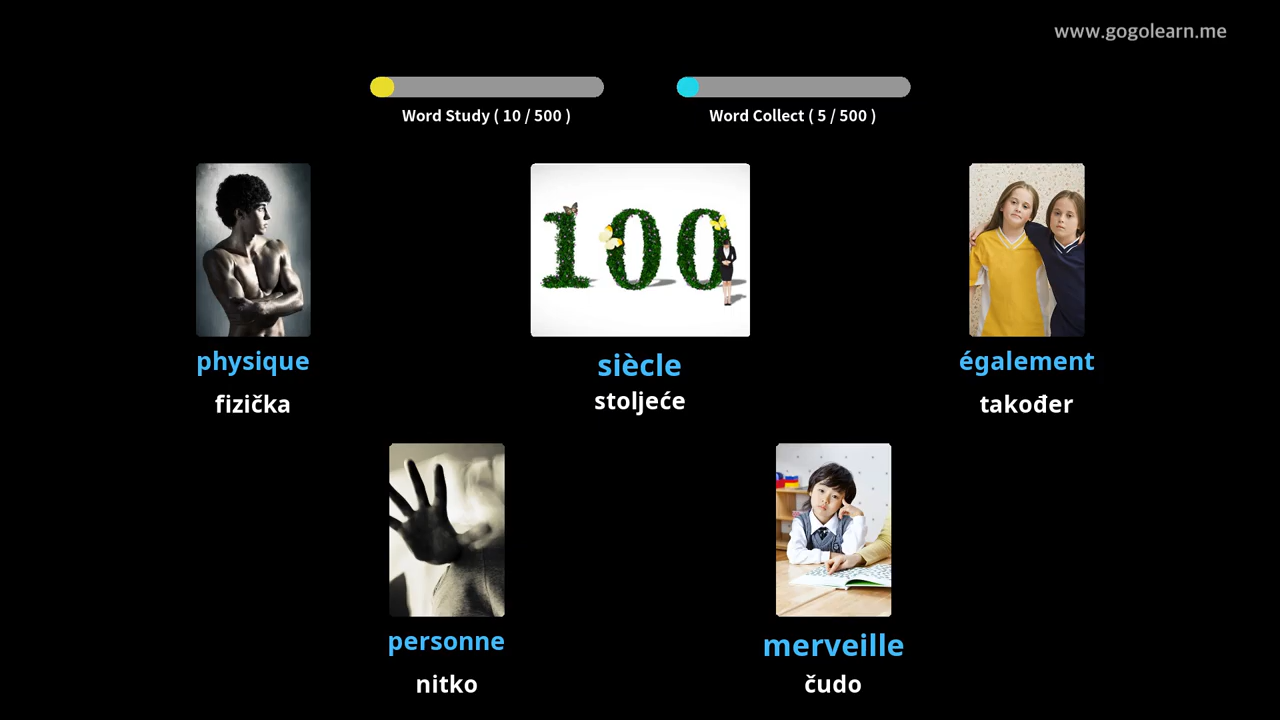 www.gogolearn.me
Word Study ( 10 / 500 )
Word Collect ( 5 / 500 )
physique
siècle
également
fizička
stoljeće
također
personne
merveille
nitko
čudo